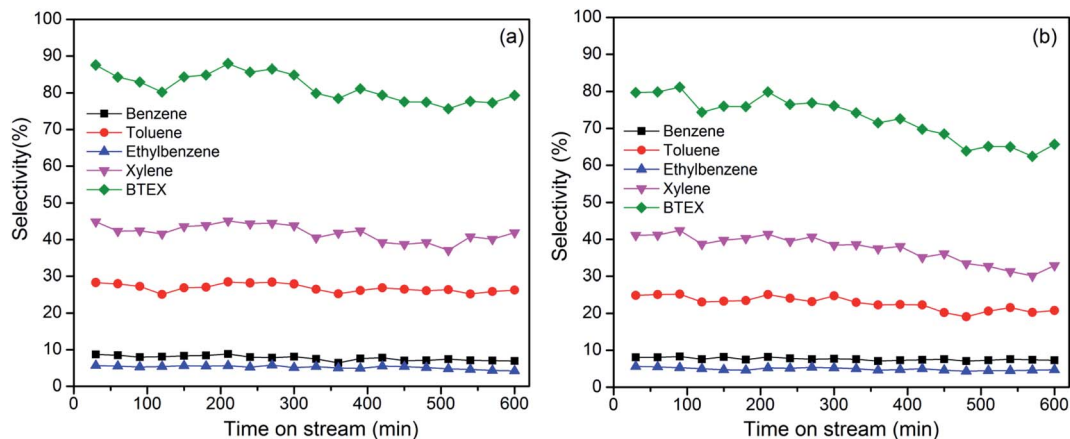 100
90
80
70
60
50
40
30
20
10
0
Selectivity(%)
(a)
Benzene
Toluene
Ethylbenzene
Xylene
BTEX
0 100 200 300 400 500 600
Time on stream (min)
100
90
80
70
60
50
40
30
20
10
0
Selectivity (%)
(b)
Benzene
Toluene
Ethylbenzene
Xylene
BTEX
0 100 200 300 400 500 600
Time on stream (min)